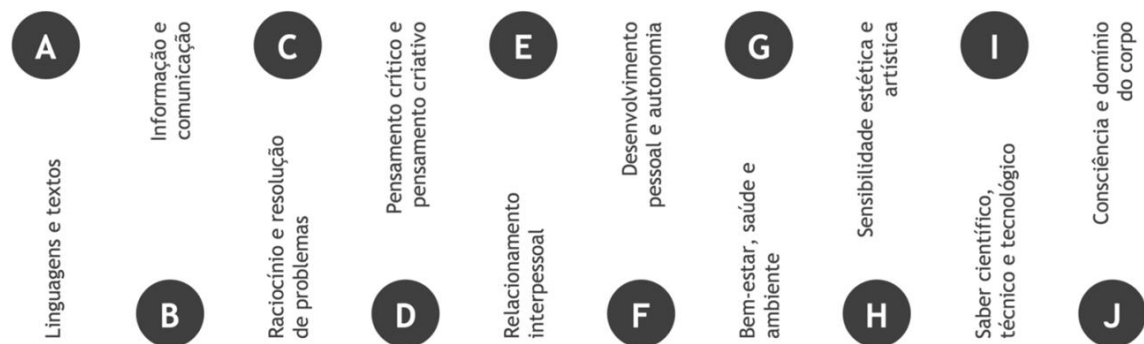 A
Linguagens e textos
B
Informação e
comunicação
C
Raciocínio e resolução
de problemas
D
Pensamento crítico e
pensamento criativo
E
Relacionamento
interpessoal
F
Desenvolvimento
pessoal e autonomia
G
Bem-estar, saúde e
ambiente
H
Sensibilidade estética e
artística
I
Saber científico,
técnico e tecnológico
J
Consciência e domínio
do corpo